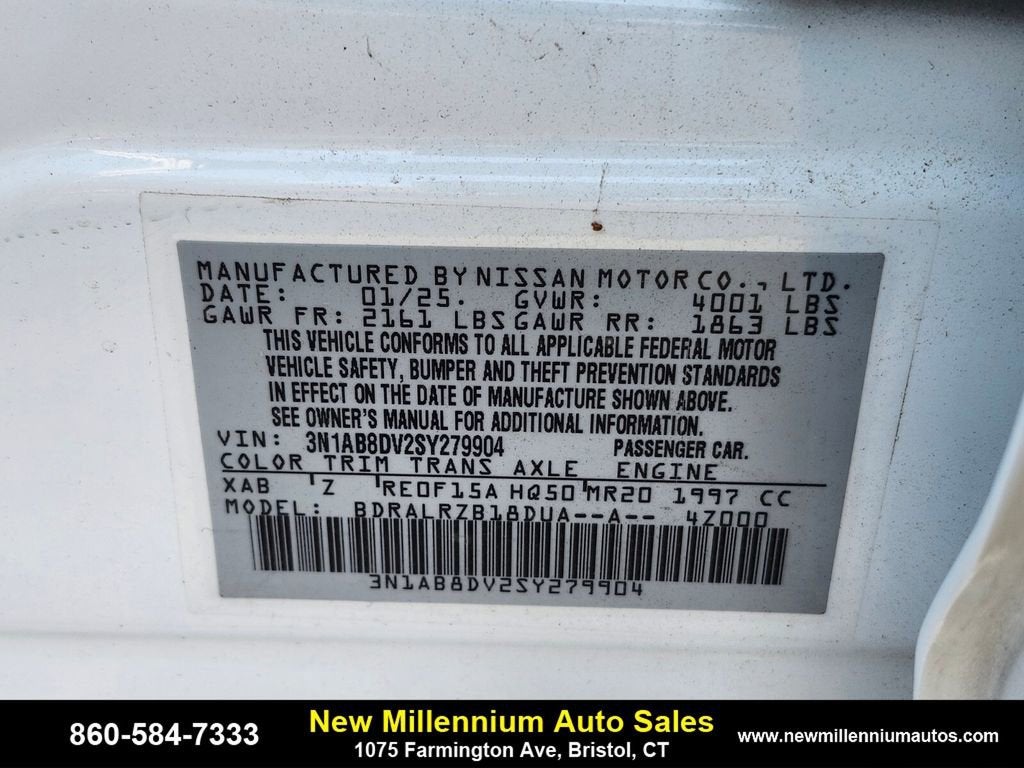 MANUFACTURED BY NISSAN MOTOR CO., LTD.
DATE: 01/25. GVWR: 4001 LBS
GAWR FR: 2161 LBS GAWR RR: 1863 LBS
THIS VEHICLE CONFORMS TO ALL APPLICABLE FEDERAL MOTOR
VEHICLE SAFETY, BUMPER AND THEFT PREVENTION STANDARDS
IN EFFECT ON THE DATE OF MANUFACTURE SHOWN ABOVE.
SEE OWNER'S MANUAL FOR ADDITIONAL INFORMATION.
VIN: 3N1AB8DV2SY279904 PASSENGER CAR.
COLOR TRIM TRANS AXLE ENGINE
XAB Z RE0F15A HQ50 MR20 1997 CC
MODEL: BDRALRZB18DUA--A-- 4Z000
3N1AB8DV2SY279904
860-584-7333
New Millennium Auto Sales
1075 Farmington Ave, Bristol, CT
www.newmillenniumautos.com